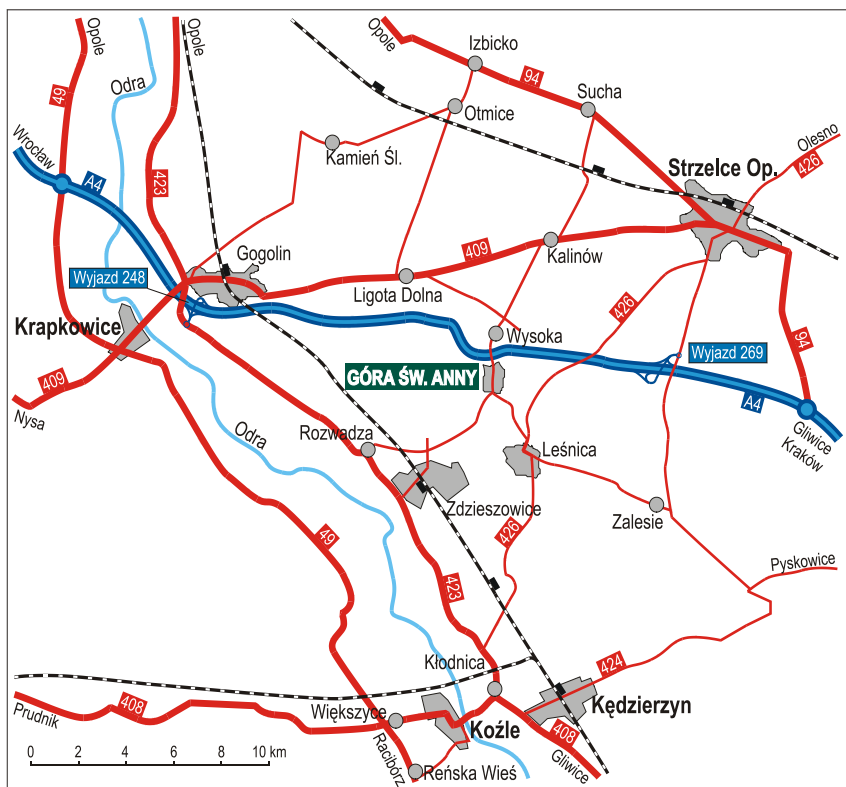 Opole
Opole
Opole
Izbicko
Odra
94
49
Sucha
Otmice
Olesno
426
Wrocław
Kamień Śl.
Strzelce Op.
A4
423
Gogolin
409
Kalinów
Wyjazd 248
Ligota Dolna
426
94
Krapkowice
Wysoka
Wyjazd 269
GÓRA ŚW. ANNY
409
A4
Nysa
Gliwice
Kraków
Odra
Rozwadza
Leśnica
Zdzieszowice
Zalesie
426
49
Pyskowice
423
Kłodnica
424
Prudnik
408
Większyce
Kędzierzyn
Koźle
408
Racibórz
Gliwice
Reńska Wieś
0 2 4 6 8 10 km